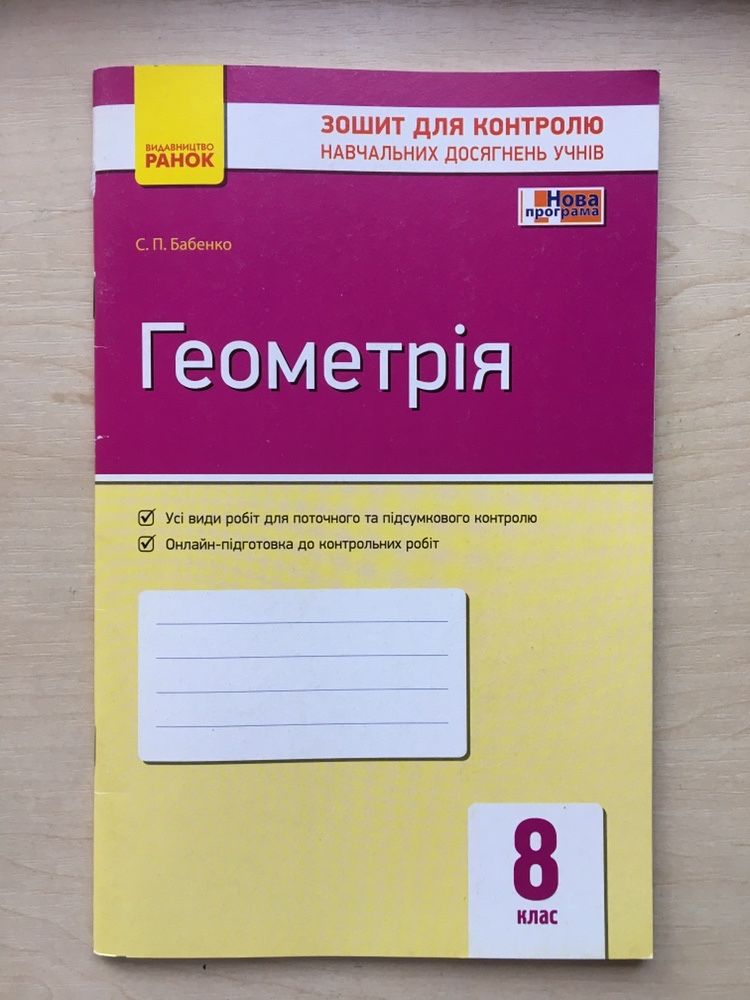 ВИДАВНИЦТВО
РАНОК
ЗОШИТ ДЛЯ КОНТРОЛЮ
НАВЧАЛЬНИХ ДОСЯГНЕНЬ УЧНІВ
Нова
програма
С. П. Бабенко
Геометрія
Усі види робіт для поточного та підсумкового контролю
Онлайн-підготовка до контрольних робіт
8
клас